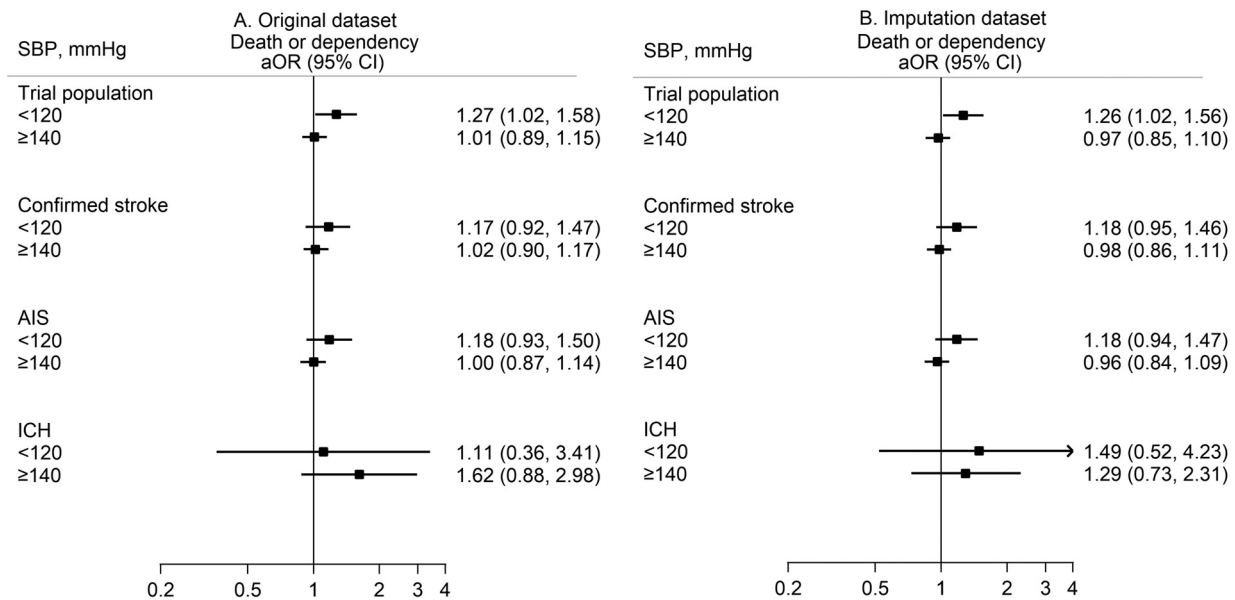 A. Original dataset
SBP, mmHg
Death or dependency
aOR (95% CI)
Trial population
<120 1.27 (1.02, 1.58)
≥140 1.01 (0.89, 1.15)
Confirmed stroke
<120 1.17 (0.92, 1.47)
≥140 1.02 (0.90, 1.17)
AIS
<120 1.18 (0.93, 1.50)
≥140 1.00 (0.87, 1.14)
ICH
<120 1.11 (0.36, 3.41)
≥140 1.62 (0.88, 2.98)
0.2 0.5 1 2 3 4
B. Imputation dataset
SBP, mmHg
Death or dependency
aOR (95% CI)
Trial population
<120 1.26 (1.02, 1.56)
≥140 0.97 (0.85, 1.10)
Confirmed stroke
<120 1.18 (0.95, 1.46)
≥140 0.98 (0.86, 1.11)
AIS
<120 1.18 (0.94, 1.47)
≥140 0.96 (0.84, 1.09)
ICH
<120 1.49 (0.52, 4.23)
≥140 1.29 (0.73, 2.31)
0.2 0.5 1 2 3 4